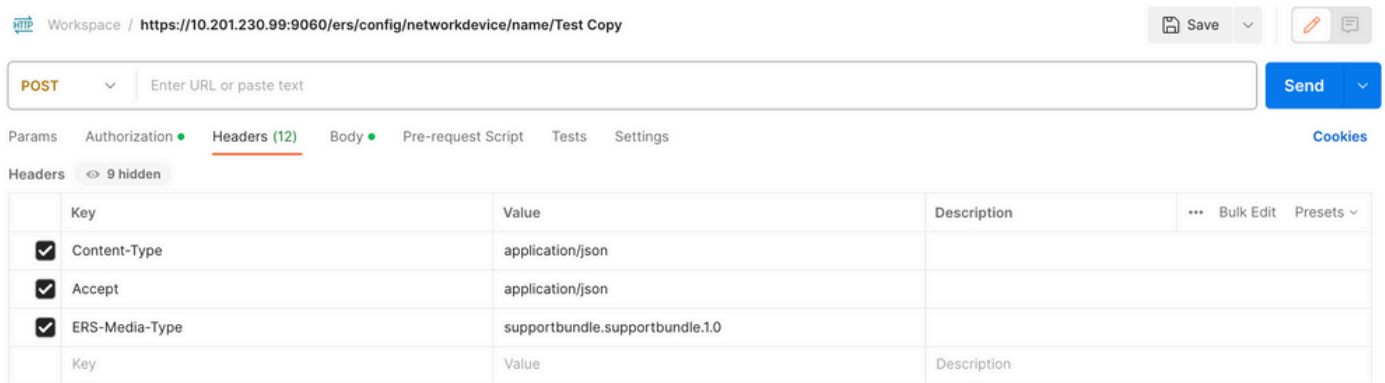 HTTP Workspace / https://10.201.230.99:9060/ers/config/networkdevice/name/Test Copy Save
POST Enter URL or paste text Send
Params Authorization Headers (12) Body Pre-request Script Tests Settings Cookies
Headers 9 hidden
Key Value Description ••• Bulk Edit Presets
Content-Type application/json
Accept application/json
ERS-Media-Type supportbundle.supportbundle.1.0
Key Value Description